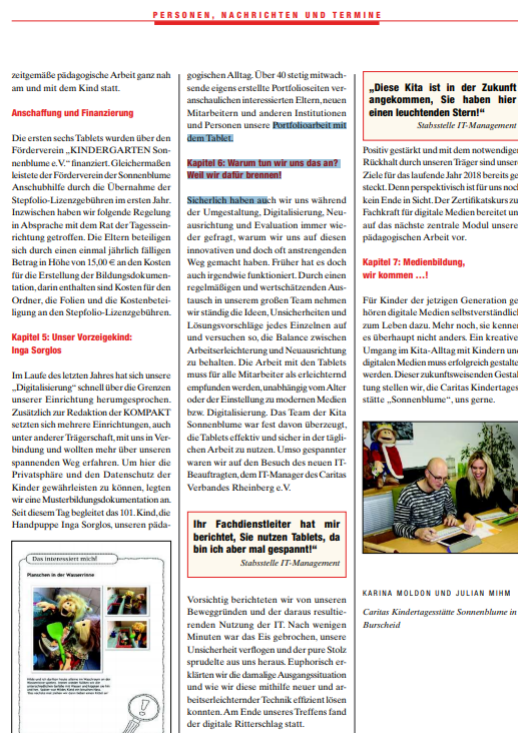 PERSONEN, NACHRICHTEN UND TERMINE
zeitgemäße pädagogische Arbeit ganz nah
am und mit dem Kind statt.
Anschaffung und Finanzierung
Die ersten sechs Tablets wurden über den
Förderverein „KINDERGARTEN Son-
nenblume e.V.“ finanziert. Gleichermaßen
leistete der Förderverein der Sonnenblume
Anschubhilfe durch die Übernahme der
Stepfolio-Lizenzgebühren im ersten Jahr.
Inzwischen haben wir folgende Regelung
in Absprache mit dem Rat der Tagesein-
richtung getroffen. Die Eltern beteiligen
sich durch einen einmal jährlich fälligen
Betrag in Höhe von 15,00 € an den Kosten
für die Erstellung der Bildungsdokumen-
tation, darin enthalten sind Kosten für den
Ordner, die Folien und die Kostenbetei-
ligung an den Stepfolio-Lizenzgebühren.
Kapitel 5: Unser Vorzeigekind:
Inga Sorglos
Im Laufe des letzten Jahres hat sich unsere
„Digitalisierung“ schnell über die Grenzen
unserer Einrichtung herumgesprochen.
Zusätzlich zur Redaktion der KOMPAKT
setzten sich mehrere Einrichtungen, auch
unter anderer Trägerschaft, mit uns in Ver-
bindung und wollten mehr über unseren
spannenden Weg erfahren. Um hier die
Privatsphäre und den Datenschutz der
Kinder gewährleisten zu können, legten
wir eine Musterbildungsdokumentation an.
Seit diesem Tag begleitet das 101. Kind, die
Handpuppe Inga Sorglos, unseren päda-
Das interessiert mich!
Planschen in der Wasserrinne
gogischen Alltag. Über 40 stetig mitwach-
sende eigens erstellte Portfolioseiten ver-
anschaulichen interessierten Eltern, neuen
Mitarbeitern und anderen Institutionen
und Personen unsere Portfolioarbeit mit
dem Tablet.
Kapitel 6: Warum tun wir uns das an?
Weil wir dafür brennen!
Sicherlich haben auch wir uns während
der Umgestaltung, Digitalisierung, Neu-
ausrichtung und Evaluation immer wie-
der gefragt, warum wir uns auf diesen
innovativen und doch oft anstrengenden
Weg gemacht haben. Früher hat es doch
auch irgendwie funktioniert. Durch einen
regelmäßigen und wertschätzenden Aus-
tausch in unserem großen Team nehmen
wir ständig die Ideen, Unsicherheiten und
Lösungsvorschläge jedes Einzelnen auf
und versuchen so, die Balance zwischen
Arbeitserleichterung und Neuausrichtung
zu behalten. Die Arbeit mit den Tablets
muss für alle Mitarbeiter als erleichternd
empfunden werden, unabhängig vom Alter
oder der Einstellung zu modernen Medien
bzw. Digitalisierung. Das Team der Kita
Sonnenblume war fest davon überzeugt,
die Tablets effektiv und sicher in der tägli-
chen Arbeit zu nutzen. Umso gespannter
waren wir auf den Besuch des neuen IT-
Beauftragten, dem IT-Manager des Caritas
Verbandes Rheinberg e.V.
Ihr Fachdienstleiter hat mir
berichtet, Sie nutzen Tablets, da
bin ich aber mal gespannt!“
Stabsstelle IT-Management
Vorsichtig berichteten wir von unseren
Beweggründen und der daraus resultie-
renden Nutzung der IT. Nach wenigen
Minuten war das Eis gebrochen, unsere
Unsicherheit verflogen und der pure Stolz
sprudelte aus uns heraus. Euphorisch er-
klärten wir die damalige Ausgangssituation
und wie wir diese mithilfe neuer und ar-
beitserleichternder Technik effizient lösen
konnten. Am Ende unseres Treffens fand
der digitale Ritterschlag statt.
„Diese Kita ist in der Zukunft
angekommen, Sie haben hier
einen leuchtenden Stern!“
Stabsstelle IT-Management
Positiv gestärkt und mit dem notwendigen
Rückhalt durch unseren Träger sind unsere
Ziele für das laufende Jahr 2018 bereits ge
steckt. Denn perspektivisch ist für uns noch
kein Ende in Sicht. Der Zertifikatskurs zu
Fachkraft für digitale Medien bereitet un
auf das nächste zentrale Modul unsere
pädagogischen Arbeit vor.
Kapitel 7: Medienbildung,
wir kommen …!
Für Kinder der jetzigen Generation ge
hören digitale Medien selbstverständlich
zum Leben dazu. Mehr noch, sie kennen
es überhaupt nicht anders. Ein kreative
Umgang im Kita-Alltag mit Kindern und
digitalen Medien muss erfolgreich gestalte
werden. Dieser zukunftsweisenden Gestal
tung stellen wir, die Caritas Kindertages
stätte „Sonnenblume“, uns gerne.
KARINA MOLDON UND JULIAN MIHM
Caritas Kindertagesstätte Sonnenblume in
Burscheid